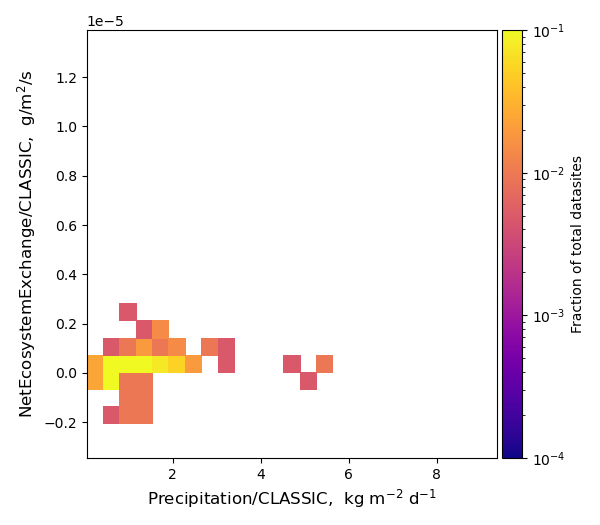 1e−5
1.2
1.0
0.8
0.6
0.4
0.2
0.0
−0.2
NetEcosystemExchange/CLASSIC, g/m²/s
2 4 6 8
Precipitation/CLASSIC, kg m⁻² d⁻¹
10⁻¹
10⁻²
10⁻³
10⁻⁴
Fraction of total datasites